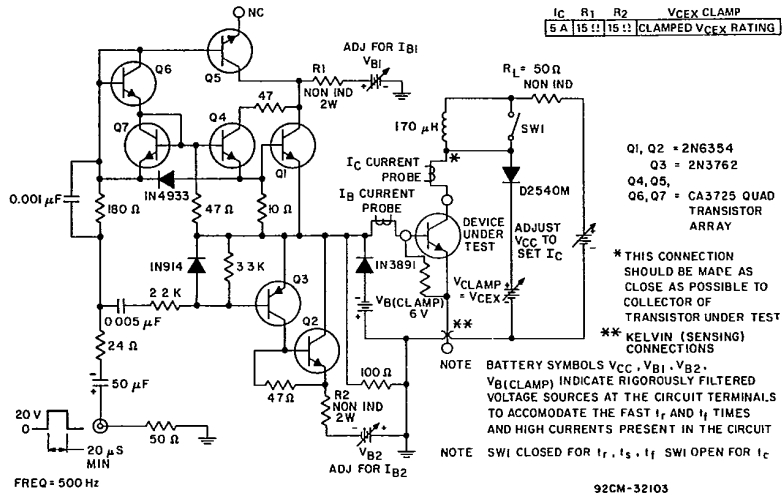 NC
IC R1 R2 VCEX CLAMP
5 A 15 Ω 15 Ω CLAMPED VCEX RATING
ADJ FOR IB1
VB1
+ -
Q6
Q5
R1
NON IND
2W
RL = 50Ω
NON IND
47
Q7
Q4
Q1
170 μH
SW1
*
IC CURRENT
PROBE
D2540M
Q1, Q2 = 2N6354
Q3 = 2N3762
Q4, Q5,
Q6, Q7 = CA3725 QUAD
TRANSISTOR
ARRAY
0.001 μF
180 Ω
1N4933
47 Ω
10 Ω
IB CURRENT
PROBE
DEVICE
UNDER
TEST
ADJUST
VCC TO
SET IC
+
-
* THIS CONNECTION
SHOULD BE MADE AS
CLOSE AS POSSIBLE TO
COLLECTOR OF
TRANSISTOR UNDER TEST
1N914
3 3 K
Q3
1N3891
-
+
VB(CLAMP)
6 V
VCLAMP +
= VCEX -
2 2 K
0 005 μF
Q2
**
** KELVIN (SENSING)
CONNECTIONS
24 Ω
+
-
50 μF
47Ω
100 Ω
R2
NON IND
2W
- +
VB2
ADJ FOR IB2
NOTE BATTERY SYMBOLS VCC, VB1, VB2,
VB(CLAMP) INDICATE RIGOROUSLY FILTERED
VOLTAGE SOURCES AT THE CIRCUIT TERMINALS
TO ACCOMODATE THE FAST tr AND tf TIMES
AND HIGH CURRENTS PRESENT IN THE CIRCUIT
20 V
0
20 μS
MIN
50 Ω
NOTE SW1 CLOSED FOR tr, ts, tf SW1 OPEN FOR tc
FREQ = 500 Hz
92CM-32103